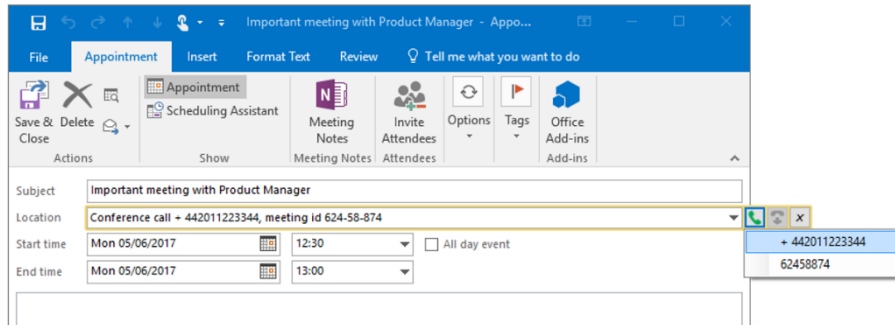 Important meeting with Product Manager - Appo...
File Appointment Insert Format Text Review Tell me what you want to do
Save & Close
Delete
Actions
Appointment
Scheduling Assistant
Show
Meeting Notes
Meeting Notes
Invite Attendees
Attendees
Options
Tags
Office Add-ins
Add-ins
Subject Important meeting with Product Manager
Location Conference call + 442011223344, meeting id 624-58-874
x
+ 442011223344
62458874
Start time Mon 05/06/2017 12:30 All day event
End time Mon 05/06/2017 13:00